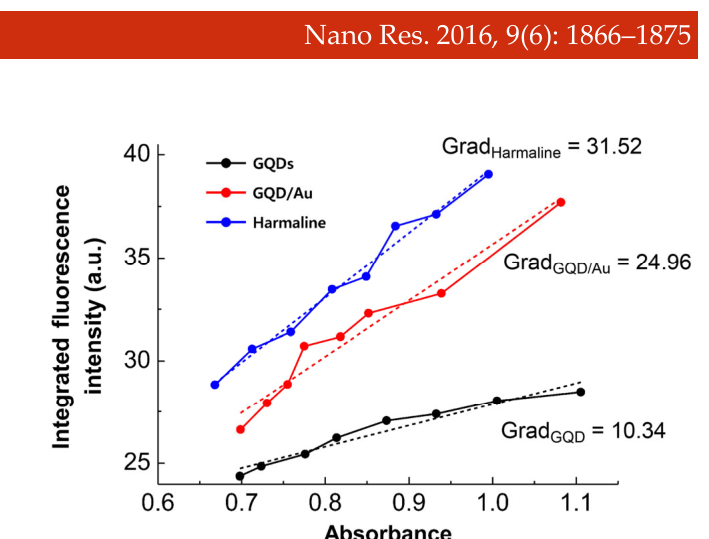 Nano Res. 2016, 9(6): 1866–1875
40
35
30
25
Integrated fluorescence
intensity (a.u.)
GQDs
GQD/Au
Harmaline
Grad_Harmaline = 31.52
Grad_GQD/Au = 24.96
Grad_GQD = 10.34
0.6 0.7 0.8 0.9 1.0 1.1
Absorbance